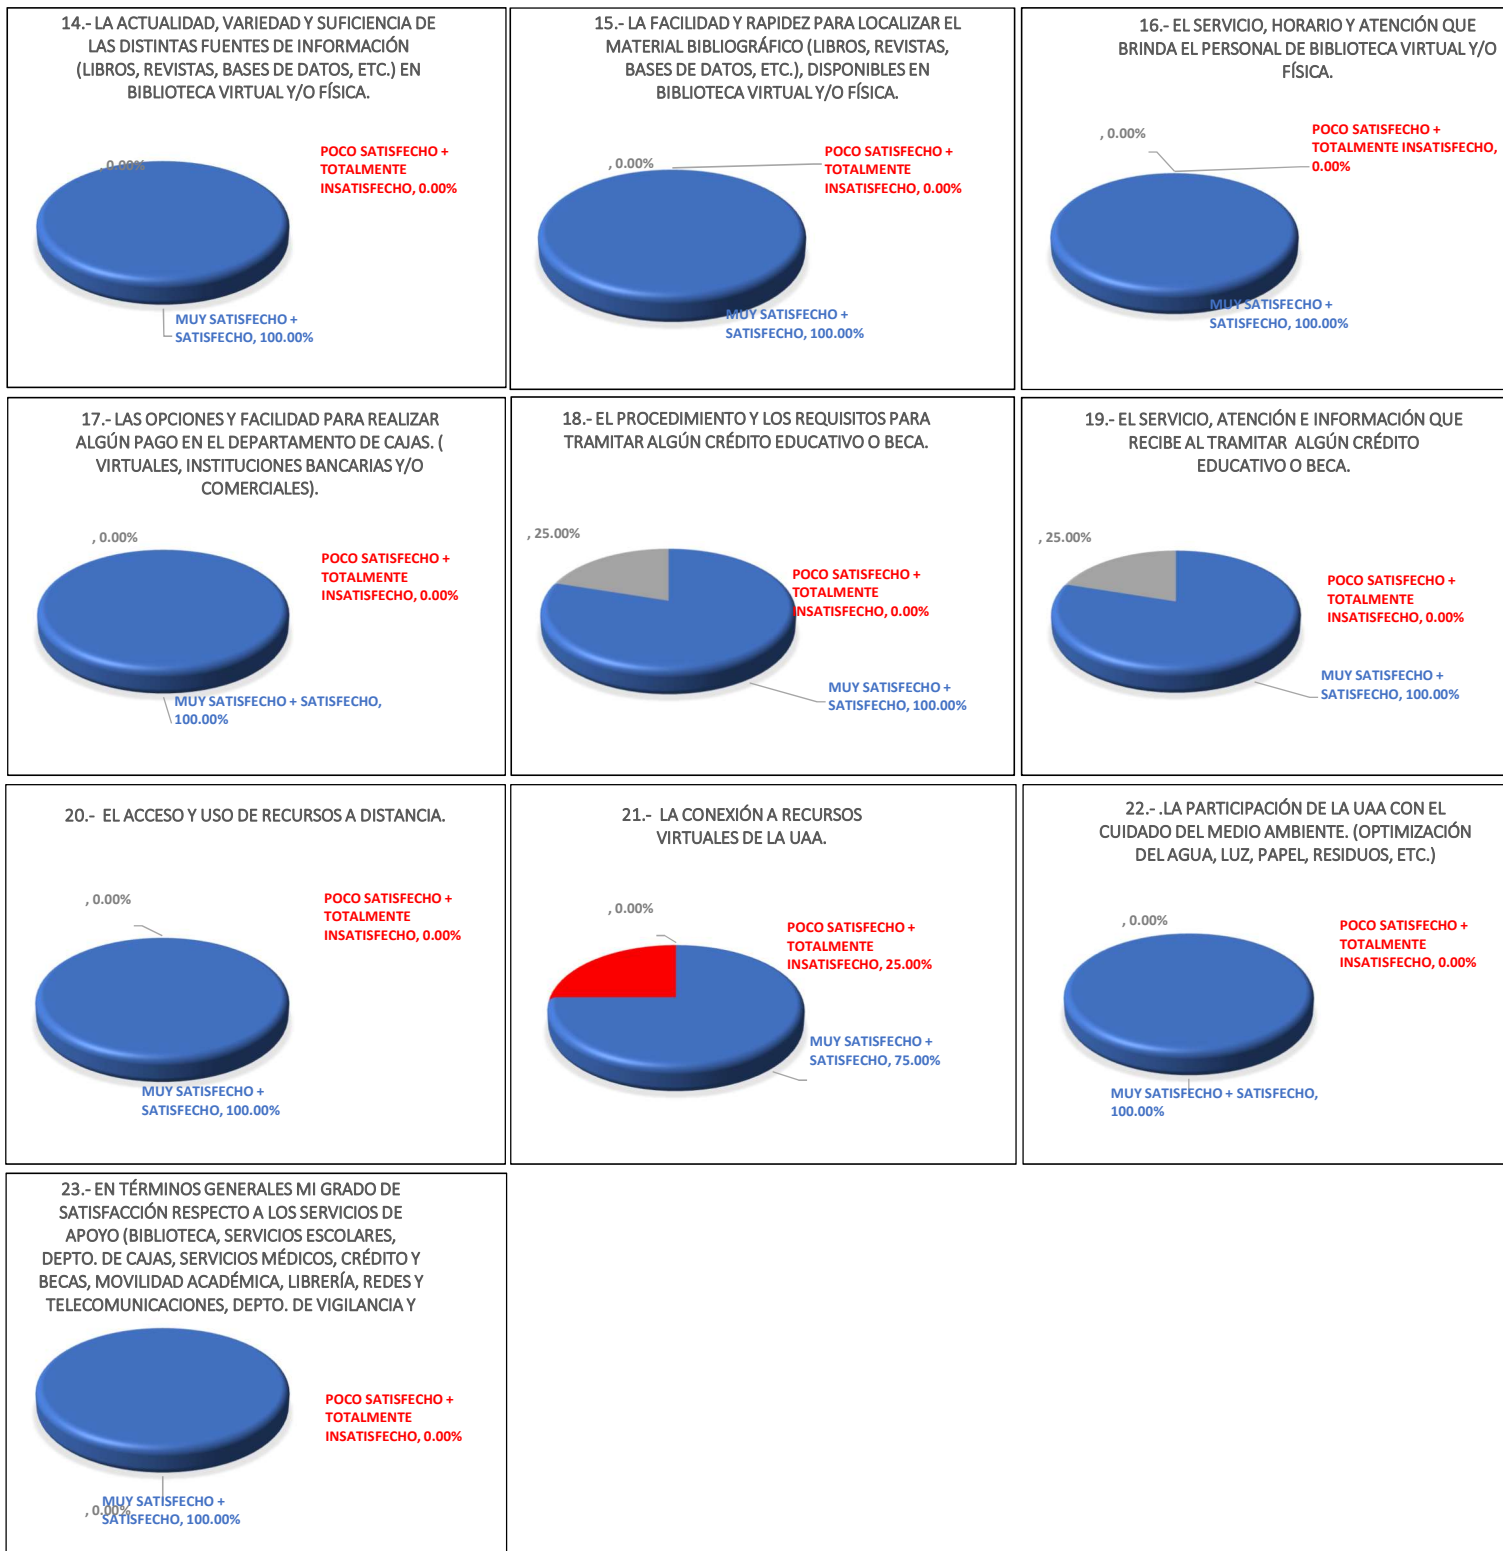 14.- LA ACTUALIDAD, VARIEDAD Y SUFICIENCIA DE
LAS DISTINTAS FUENTES DE INFORMACIÓN
(LIBROS, REVISTAS, BASES DE DATOS, ETC.) EN
BIBLIOTECA VIRTUAL Y/O FÍSICA.
, 0.00%
POCO SATISFECHO +
TOTALMENTE
INSATISFECHO, 0.00%
MUY SATISFECHO +
SATISFECHO, 100.00%
15.- LA FACILIDAD Y RAPIDEZ PARA LOCALIZAR EL
MATERIAL BIBLIOGRÁFICO (LIBROS, REVISTAS,
BASES DE DATOS, ETC.), DISPONIBLES EN
BIBLIOTECA VIRTUAL Y/O FÍSICA.
, 0.00%
POCO SATISFECHO +
TOTALMENTE
INSATISFECHO, 0.00%
MUY SATISFECHO +
SATISFECHO, 100.00%
16.- EL SERVICIO, HORARIO Y ATENCIÓN QUE
BRINDA EL PERSONAL DE BIBLIOTECA VIRTUAL Y/O
FÍSICA.
, 0.00%
POCO SATISFECHO +
TOTALMENTE INSATISFECHO,
0.00%
MUY SATISFECHO +
SATISFECHO, 100.00%
17.- LAS OPCIONES Y FACILIDAD PARA REALIZAR
ALGÚN PAGO EN EL DEPARTAMENTO DE CAJAS. (
VIRTUALES, INSTITUCIONES BANCARIAS Y/O
COMERCIALES).
, 0.00%
POCO SATISFECHO +
TOTALMENTE
INSATISFECHO, 0.00%
MUY SATISFECHO + SATISFECHO,
100.00%
18.- EL PROCEDIMIENTO Y LOS REQUISITOS PARA
TRAMITAR ALGÚN CRÉDITO EDUCATIVO O BECA.
, 25.00%
POCO SATISFECHO +
TOTALMENTE
INSATISFECHO, 0.00%
MUY SATISFECHO +
SATISFECHO, 100.00%
19.- EL SERVICIO, ATENCIÓN E INFORMACIÓN QUE
RECIBE AL TRAMITAR ALGÚN CRÉDITO
EDUCATIVO O BECA.
, 25.00%
POCO SATISFECHO +
TOTALMENTE
INSATISFECHO, 0.00%
MUY SATISFECHO +
SATISFECHO, 100.00%
20.- EL ACCESO Y USO DE RECURSOS A DISTANCIA.
, 0.00%
POCO SATISFECHO +
TOTALMENTE
INSATISFECHO, 0.00%
MUY SATISFECHO +
SATISFECHO, 100.00%
21.- LA CONEXIÓN A RECURSOS
VIRTUALES DE LA UAA.
, 0.00%
POCO SATISFECHO +
TOTALMENTE
INSATISFECHO, 25.00%
MUY SATISFECHO +
SATISFECHO, 75.00%
22.- .LA PARTICIPACIÓN DE LA UAA CON EL
CUIDADO DEL MEDIO AMBIENTE. (OPTIMIZACIÓN
DEL AGUA, LUZ, PAPEL, RESIDUOS, ETC.)
, 0.00%
POCO SATISFECHO +
TOTALMENTE
INSATISFECHO, 0.00%
MUY SATISFECHO + SATISFECHO,
100.00%
23.- EN TÉRMINOS GENERALES MI GRADO DE
SATISFACCIÓN RESPECTO A LOS SERVICIOS DE
APOYO (BIBLIOTECA, SERVICIOS ESCOLARES,
DEPTO. DE CAJAS, SERVICIOS MÉDICOS, CRÉDITO Y
BECAS, MOVILIDAD ACADÉMICA, LIBRERÍA, REDES Y
TELECOMUNICACIONES, DEPTO. DE VIGILANCIA Y
POCO SATISFECHO +
TOTALMENTE
INSATISFECHO, 0.00%
MUY SATISFECHO +
SATISFECHO, 100.00%
, 0.00%